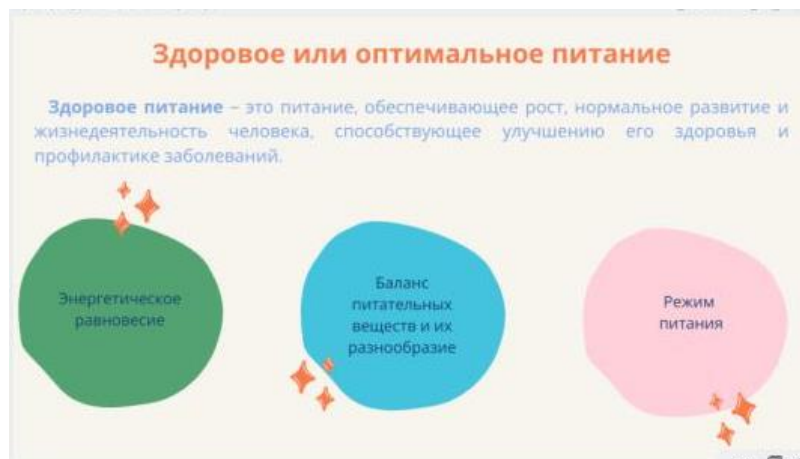 Здоровое или оптимальное питание
Здоровое питание – это питание, обеспечивающее рост, нормальное развитие и
жизнедеятельность человека, способствующее улучшению его здоровья и
профилактике заболеваний.
Энергетическое
равновесие
Баланс
питательных
веществ и их
разнообразие
Режим
питания